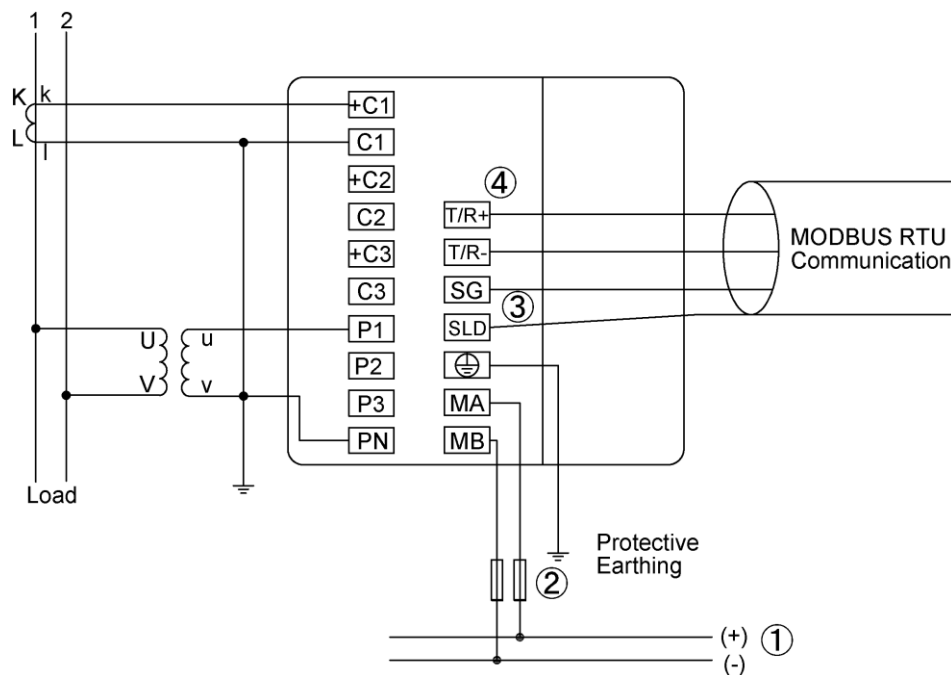 1 2
K k
L l
+C1
C1
+C2
C2
+C3
C3
P1
P2
P3
PN
④
T/R+
T/R-
SG
③
SLD
MA
MB
MODBUS RTU
Communication
U u
V v
Load
Protective
Earthing
②
(+) ①
(-)